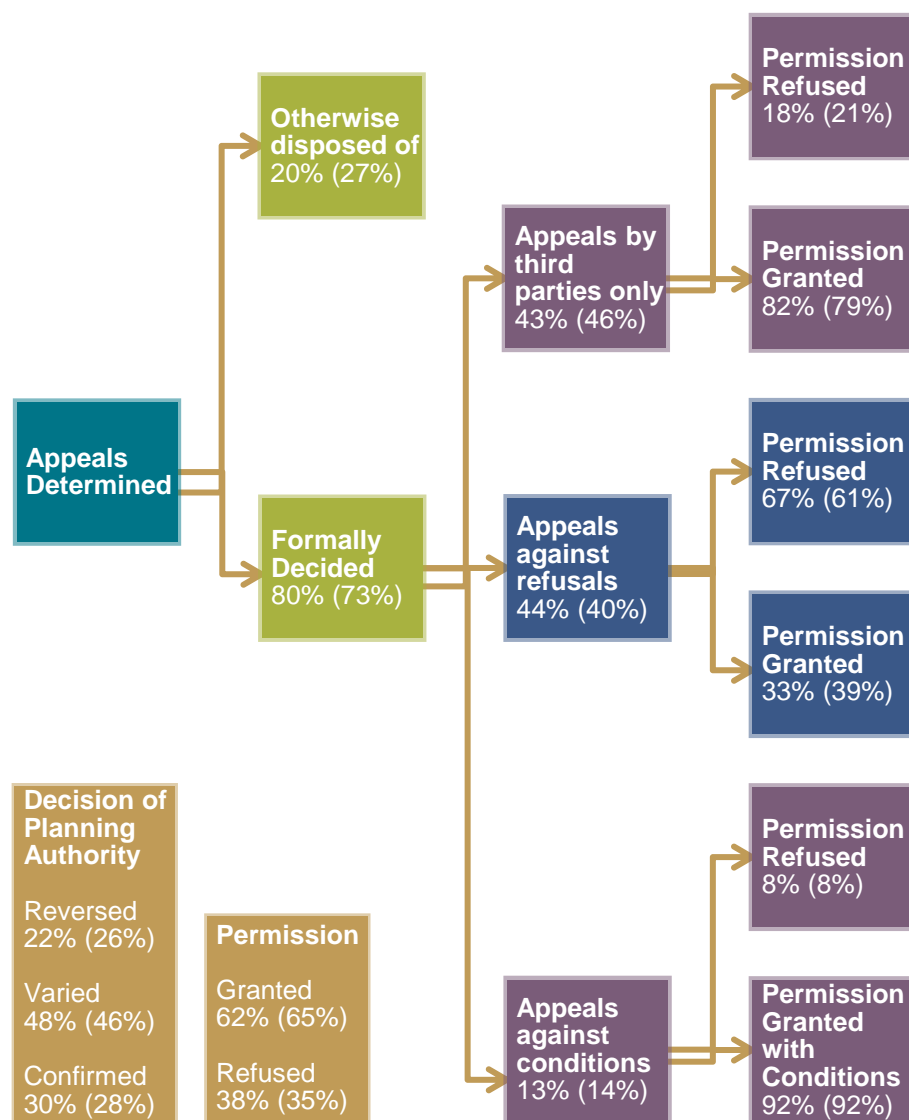 Appeals
Determined
Otherwise
disposed of
20% (27%)
Formally
Decided
80% (73%)
Appeals by
third
parties only
43% (46%)
Permission
Refused
18% (21%)
Permission
Granted
82% (79%)
Appeals
against
refusals
44% (40%)
Permission
Refused
67% (61%)
Permission
Granted
33% (39%)
Appeals
against
conditions
13% (14%)
Permission
Refused
8% (8%)
Permission
Granted
with
Conditions
92% (92%)
Decision of
Planning
Authority
Reversed
22% (26%)
Varied
48% (46%)
Confirmed
30% (28%)
Permission
Granted
62% (65%)
Refused
38% (35%)